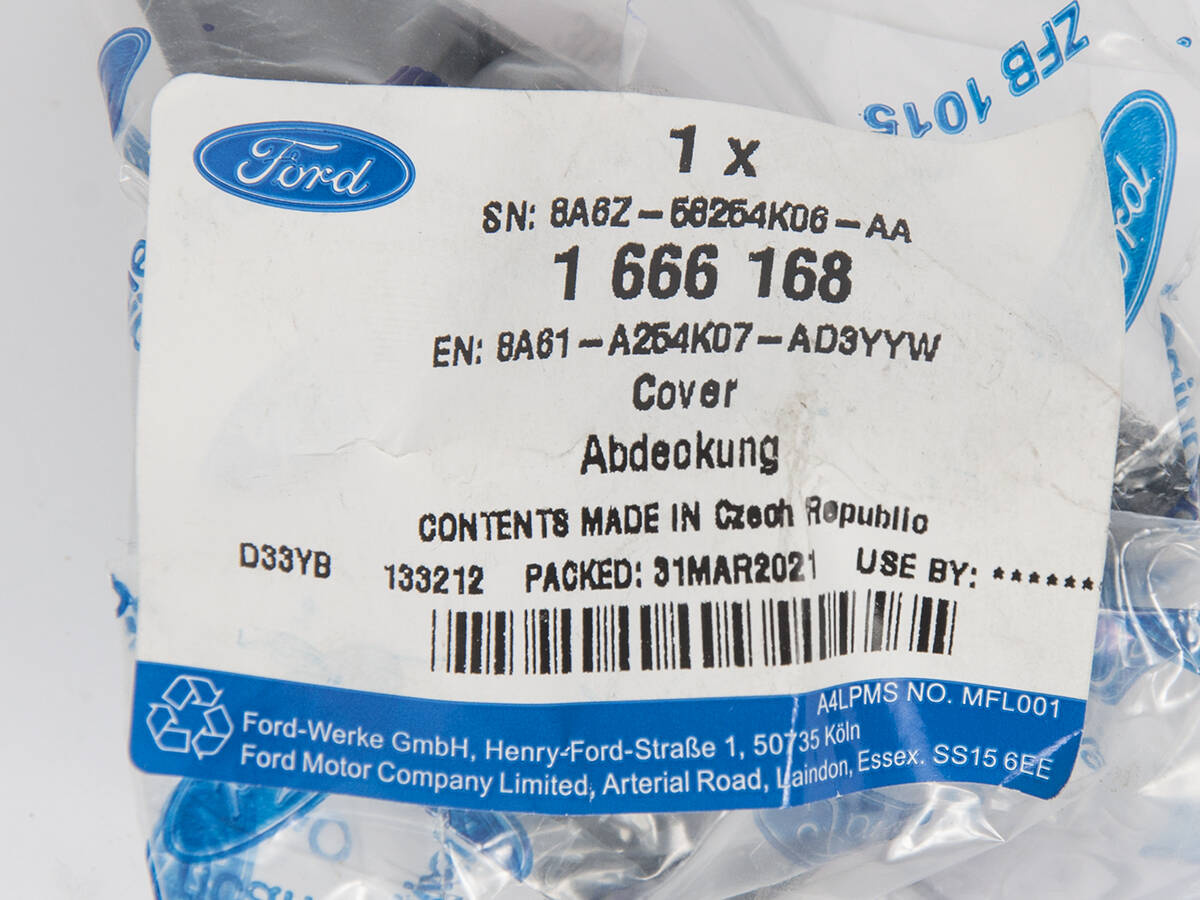 ZFB 1015
Ford
1 x
SN: 8A6Z-58254K06-AA
1 666 168
EN: 8A61-A254K07-AD3YYW
Cover
Abdeckung
CONTENTS MADE IN Czech Republic
D33YB 133212 PACKED: 31MAR2021 USE BY: ******
A4LPMS NO. MFL001
Ford-Werke GmbH, Henry-Ford-Straße 1, 50735 Köln
Ford Motor Company Limited, Arterial Road, Laindon, Essex. SS15 6EE